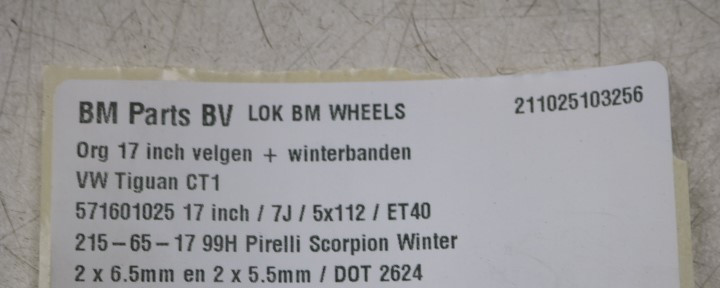 BM Parts BV LOK BM WHEELS 211025103256
Org 17 inch velgen + winterbanden
VW Tiguan CT1
571601025 17 inch / 7J / 5x112 / ET40
215-65-17 99H Pirelli Scorpion Winter
2 x 6.5mm en 2 x 5.5mm / DOT 2624